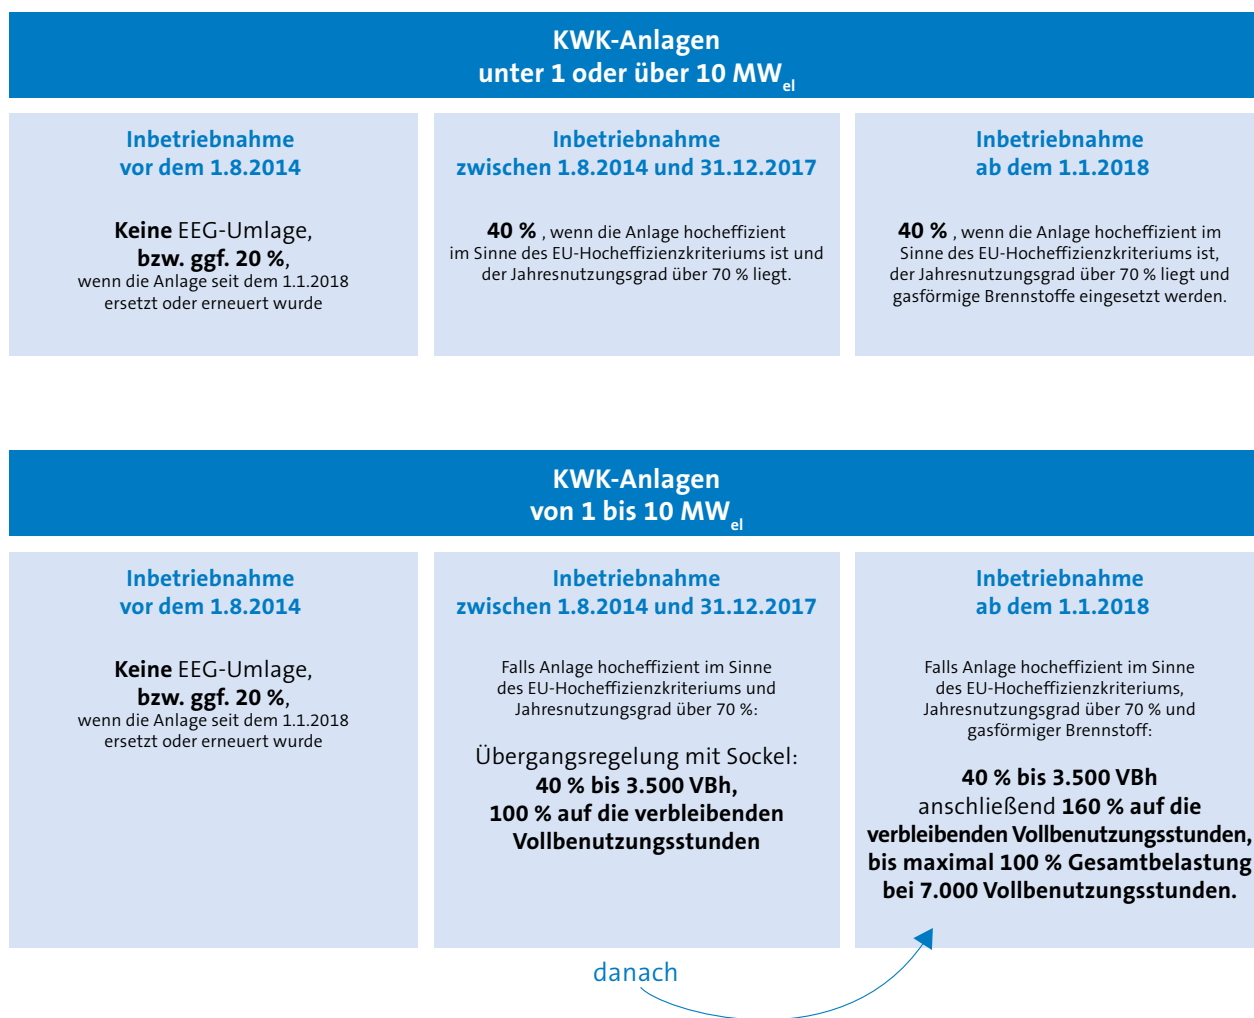 KWK-Anlagen
unter 1 oder über 10 MWel
Inbetriebnahme
vor dem 1.8.2014
Keine EEG-Umlage,
bzw. ggf. 20 %,
wenn die Anlage seit dem 1.1.2018
ersetzt oder erneuert wurde
Inbetriebnahme
zwischen 1.8.2014 und 31.12.2017
40 % , wenn die Anlage hocheffizient
im Sinne des EU-Hocheffizienzkriteriums ist und
der Jahresnutzungsgrad über 70 % liegt.
Inbetriebnahme
ab dem 1.1.2018
40 % , wenn die Anlage hocheffizient im
Sinne des EU-Hocheffizienzkriteriums ist,
der Jahresnutzungsgrad über 70 % liegt und
gasförmige Brennstoffe eingesetzt werden.
KWK-Anlagen
von 1 bis 10 MWel
Inbetriebnahme
vor dem 1.8.2014
Keine EEG-Umlage,
bzw. ggf. 20 %,
wenn die Anlage seit dem 1.1.2018
ersetzt oder erneuert wurde
Inbetriebnahme
zwischen 1.8.2014 und 31.12.2017
Falls Anlage hocheffizient im Sinne
des EU-Hocheffizienzkriteriums und
Jahresnutzungsgrad über 70 %:
Übergangsregelung mit Sockel:
40 % bis 3.500 VBh,
100 % auf die verbleibenden
Vollbenutzungsstunden
Inbetriebnahme
ab dem 1.1.2018
Falls Anlage hocheffizient im Sinne
des EU-Hocheffizienzkriteriums,
Jahresnutzungsgrad über 70 % und
gasförmiger Brennstoff:
40 % bis 3.500 VBh
anschließend 160 % auf die
verbleibenden Vollbenutzungsstunden,
bis maximal 100 % Gesamtbelastung
bei 7.000 Vollbenutzungsstunden.
danach